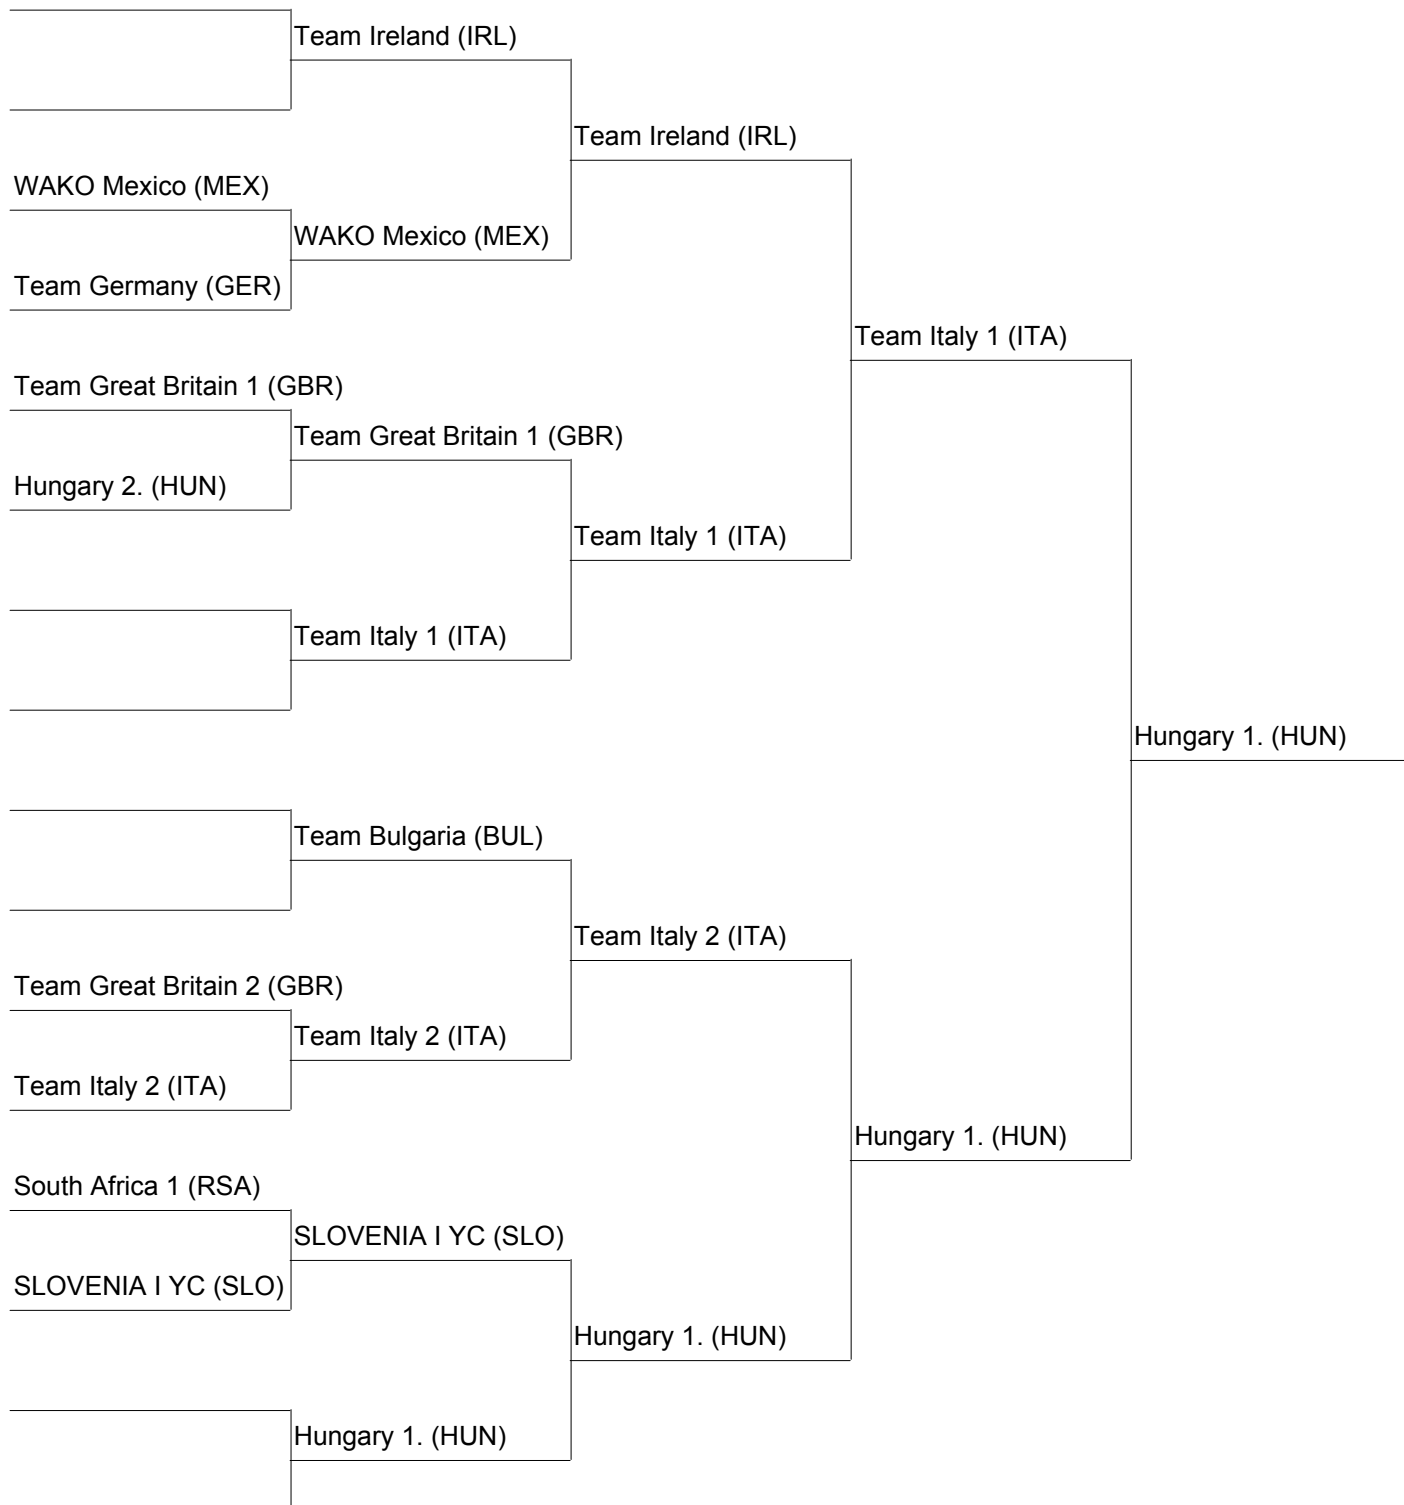 Team Ireland (IRL)
Team Ireland (IRL)
WAKO Mexico (MEX)
WAKO Mexico (MEX)
Team Germany (GER)
Team Italy 1 (ITA)
Team Great Britain 1 (GBR)
Team Great Britain 1 (GBR)
Hungary 2. (HUN)
Team Italy 1 (ITA)
Team Italy 1 (ITA)
Hungary 1. (HUN)
Team Bulgaria (BUL)
Team Italy 2 (ITA)
Team Great Britain 2 (GBR)
Team Italy 2 (ITA)
Team Italy 2 (ITA)
Hungary 1. (HUN)
South Africa 1 (RSA)
SLOVENIA I YC (SLO)
SLOVENIA I YC (SLO)
Hungary 1. (HUN)
Hungary 1. (HUN)